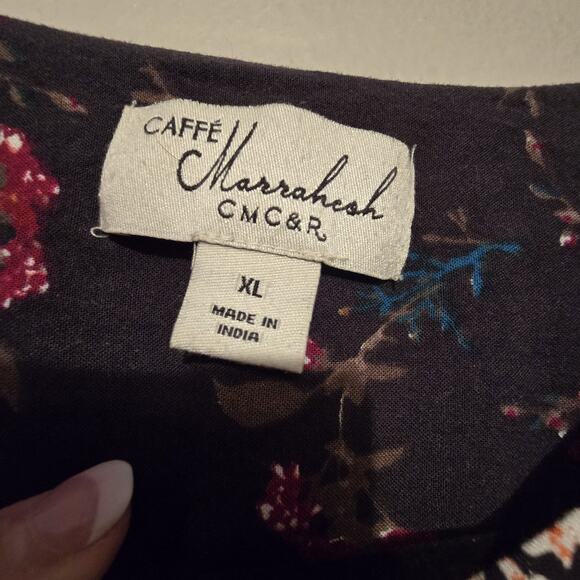 CAFFÉ
Marrakesh
CMC&R
XL
MADE IN
INDIA